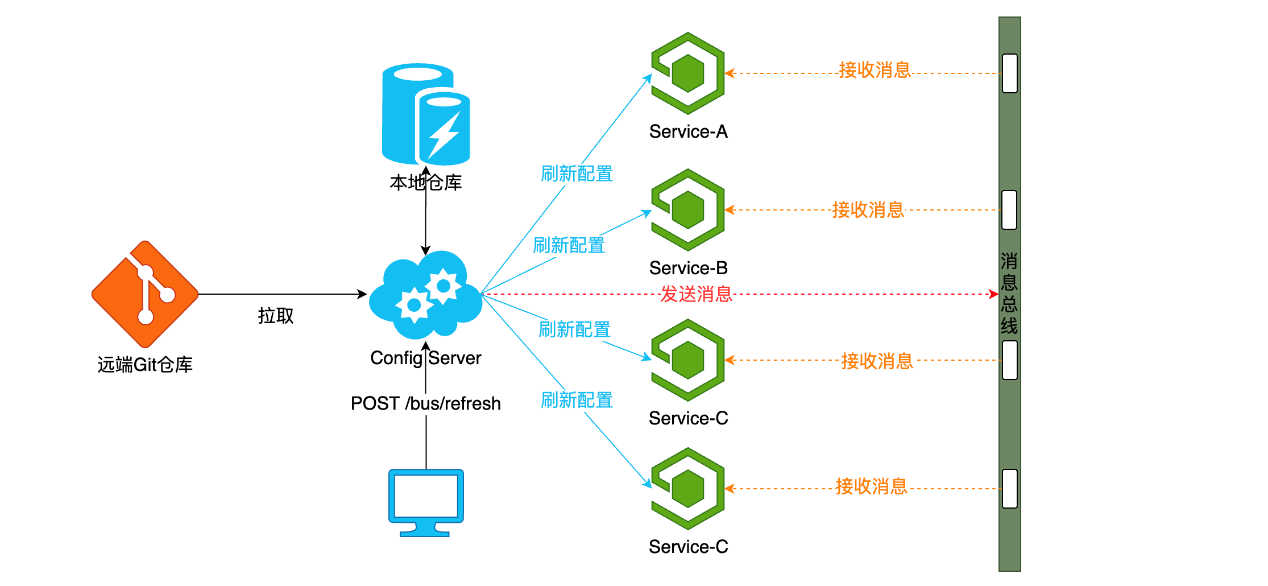 接收消息
Service-A
刷新配置
本地仓库
接收消息
刷新配置
Service-B
消息总线
发送消息
拉取
刷新配置
Config Server
远端Git仓库
接收消息
POST /bus/refresh
刷新配置
Service-C
接收消息
Service-C